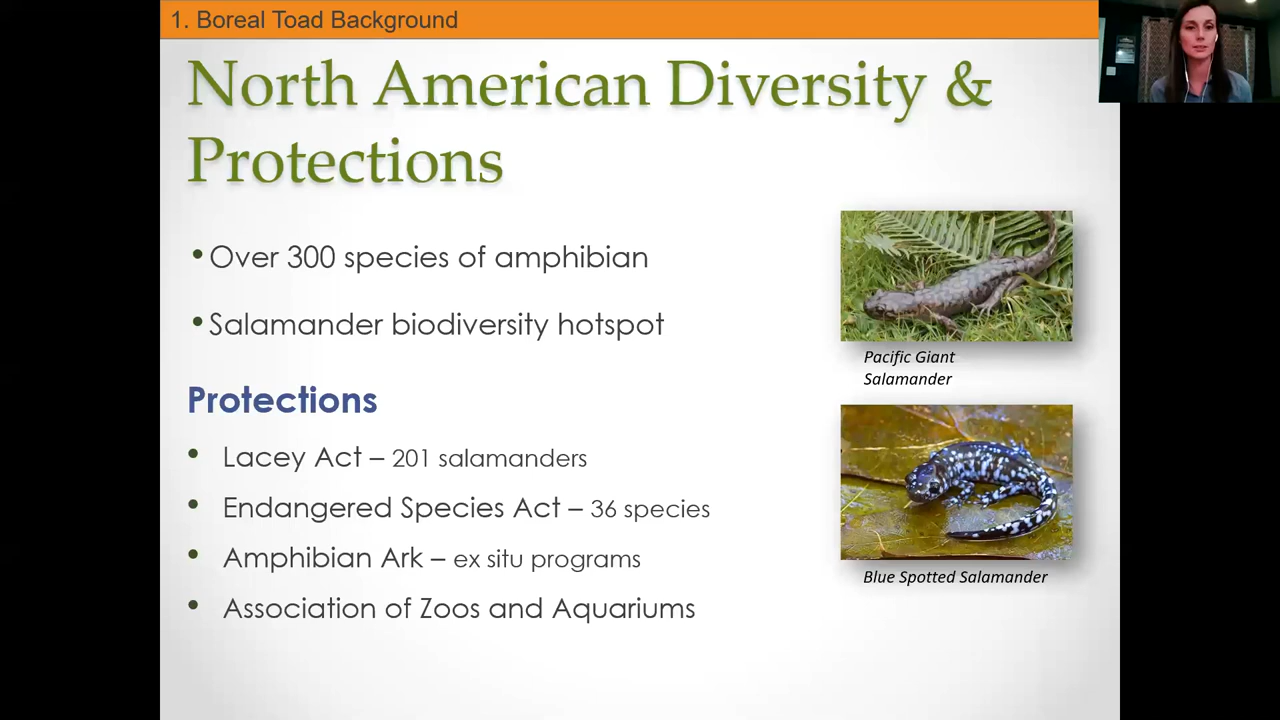 1. Boreal Toad Background
North American Diversity &
Protections
•Over 300 species of amphibian
•Salamander biodiversity hotspot
Protections
• Lacey Act – 201 salamanders
• Endangered Species Act – 36 species
• Amphibian Ark – ex situ programs
• Association of Zoos and Aquariums
Pacific Giant
Salamander
Blue Spotted Salamander